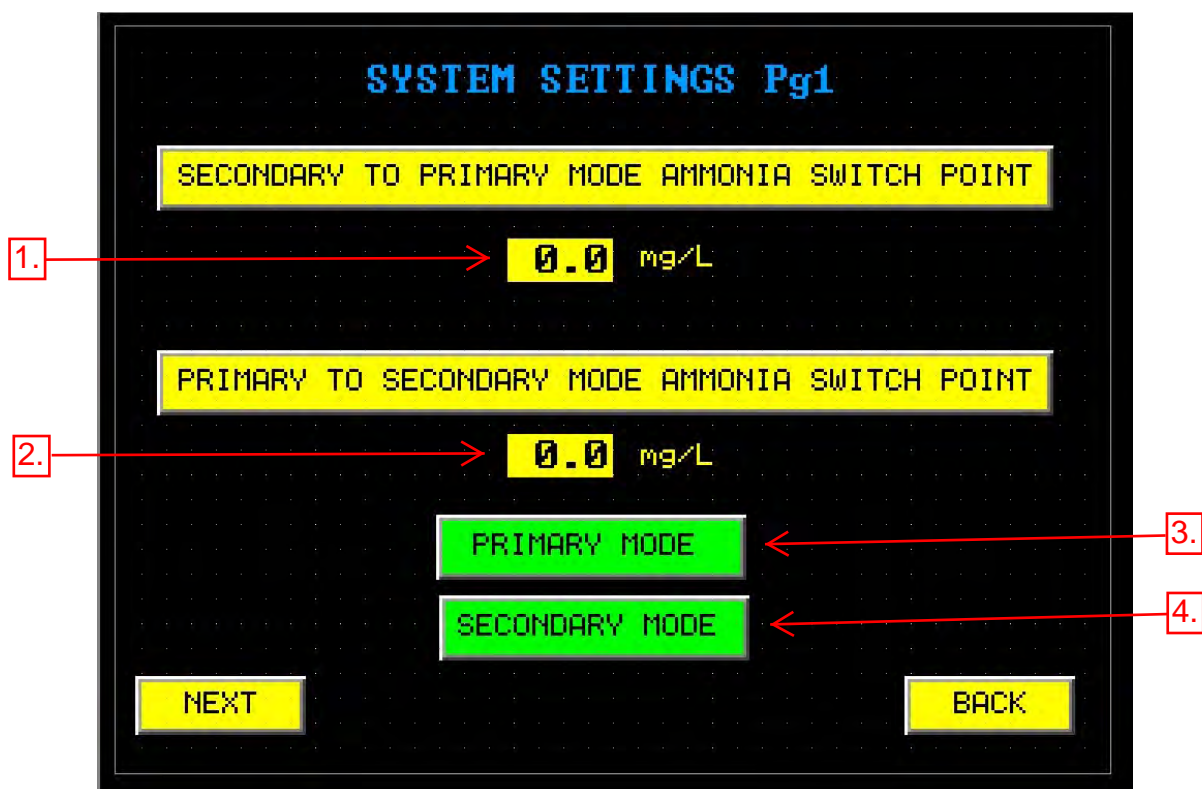 SYSTEM SETTINGS Pg1
SECONDARY TO PRIMARY MODE AMMONIA SWITCH POINT
1.
0.0 mg/L
PRIMARY TO SECONDARY MODE AMMONIA SWITCH POINT
2.
0.0 mg/L
PRIMARY MODE
3.
SECONDARY MODE
4.
NEXT
BACK